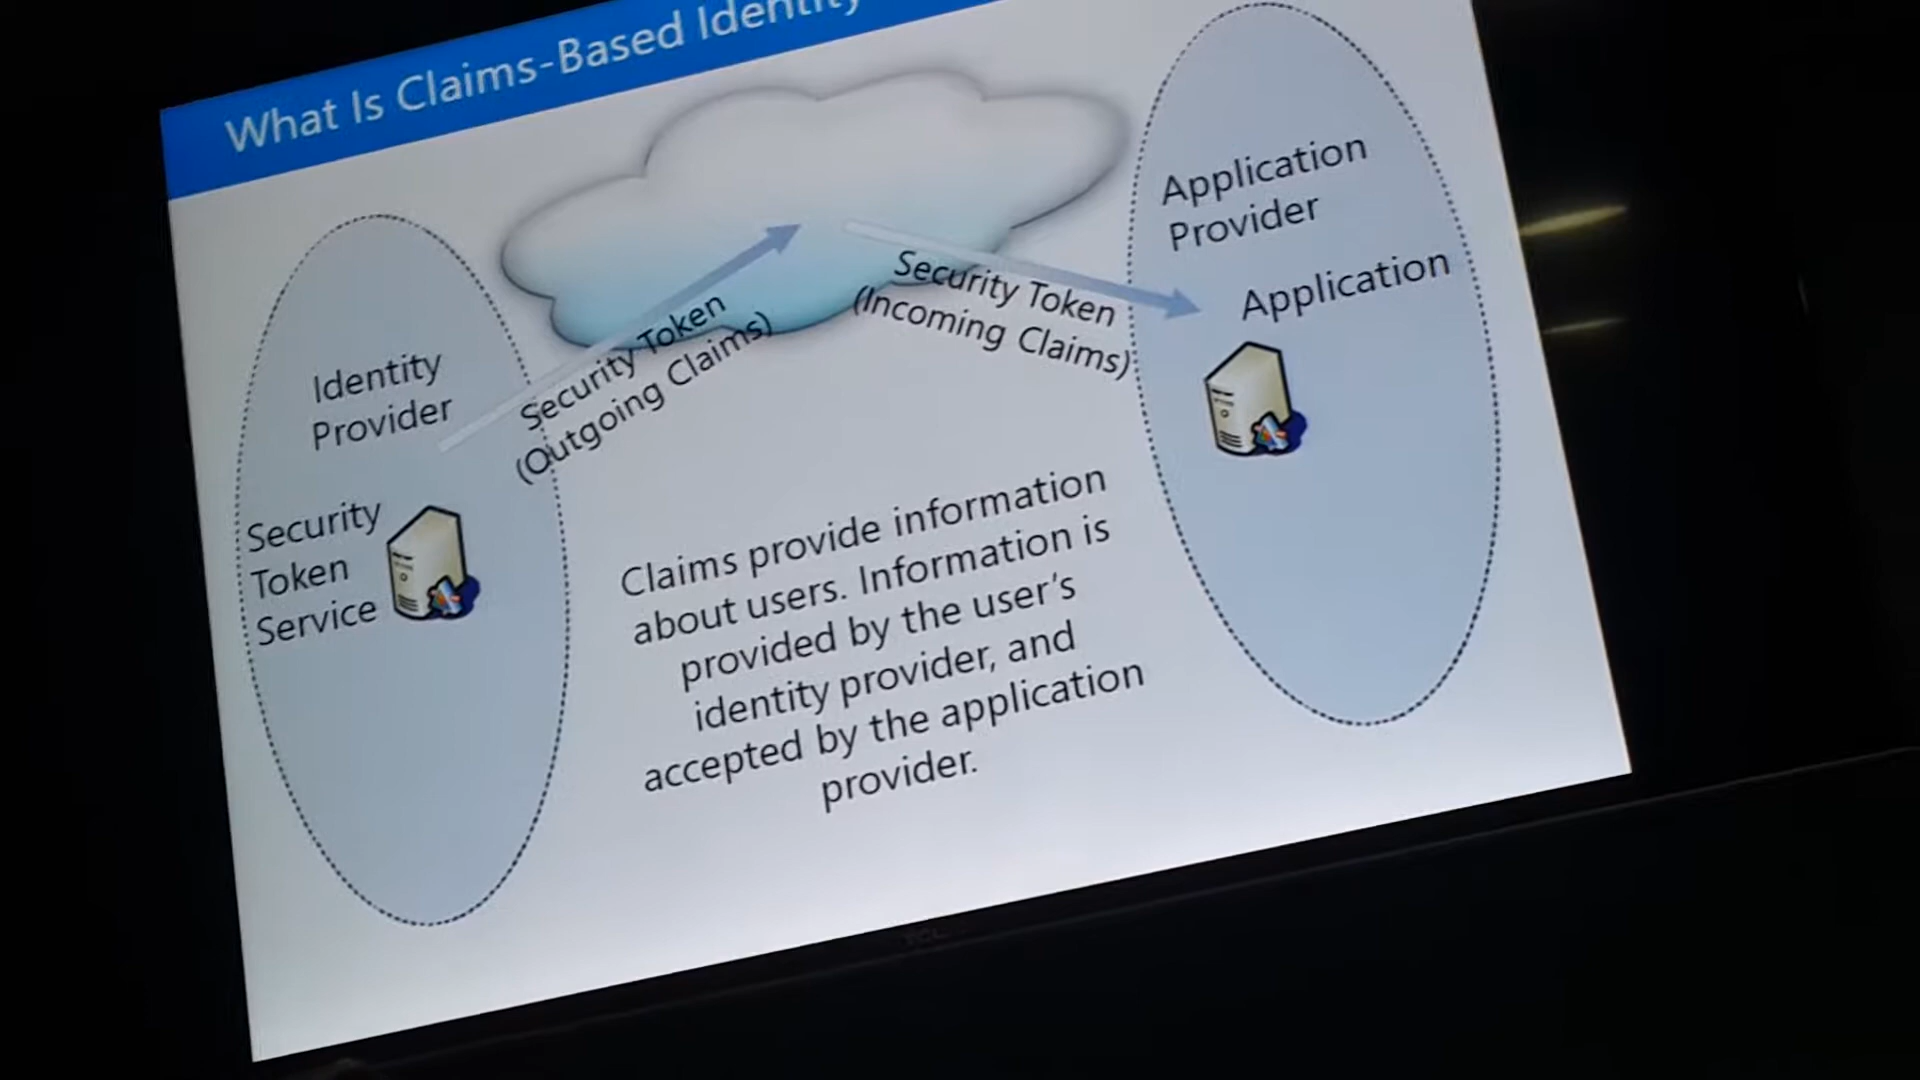 What Is Claims-Based Identity
Identity
Provider
Security
Token
Service
Security Token
(Outgoing Claims)
Security Token
(Incoming Claims)
Application
Provider
Application
Claims provide information
about users. Information is
provided by the user's
identity provider, and
accepted by the application
provider.
TCL